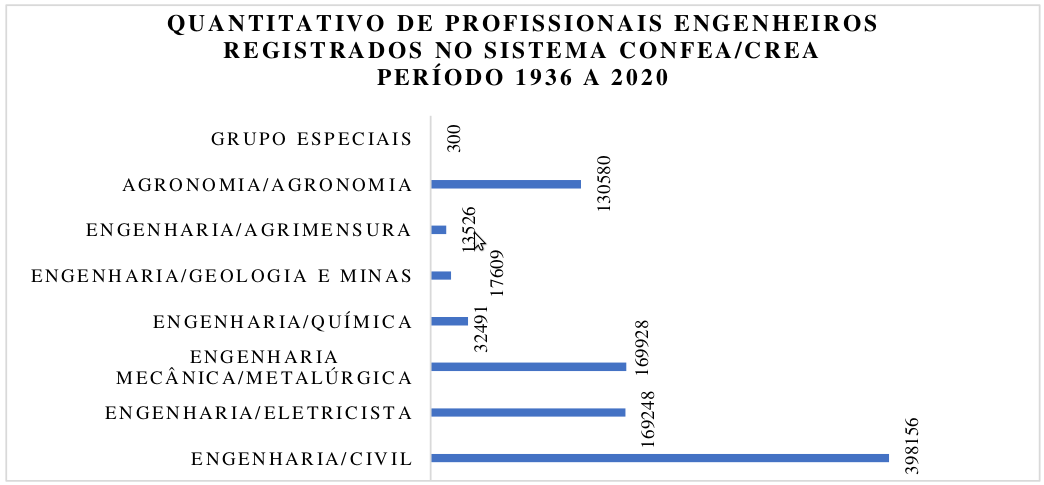 QUANTITATIVO DE PROFISSIONAIS ENGENHEIROS
REGISTRADOS NO SISTEMA CONFEA/CREA
PERÍODO 1936 A 2020
GRUPO ESPECIAIS
300
AGRONOMIA/AGRONOMIA
130580
ENGENHARIA/AGRIMENSURA
13526
ENGENHARIA/GEOLOGIA E MINAS
17609
ENGENHARIA/QUÍMICA
32491
ENGENHARIA
MECÂNICA/METALÚRGICA
169928
ENGENHARIA/ELETRICISTA
169248
ENGENHARIA/CIVIL
398156